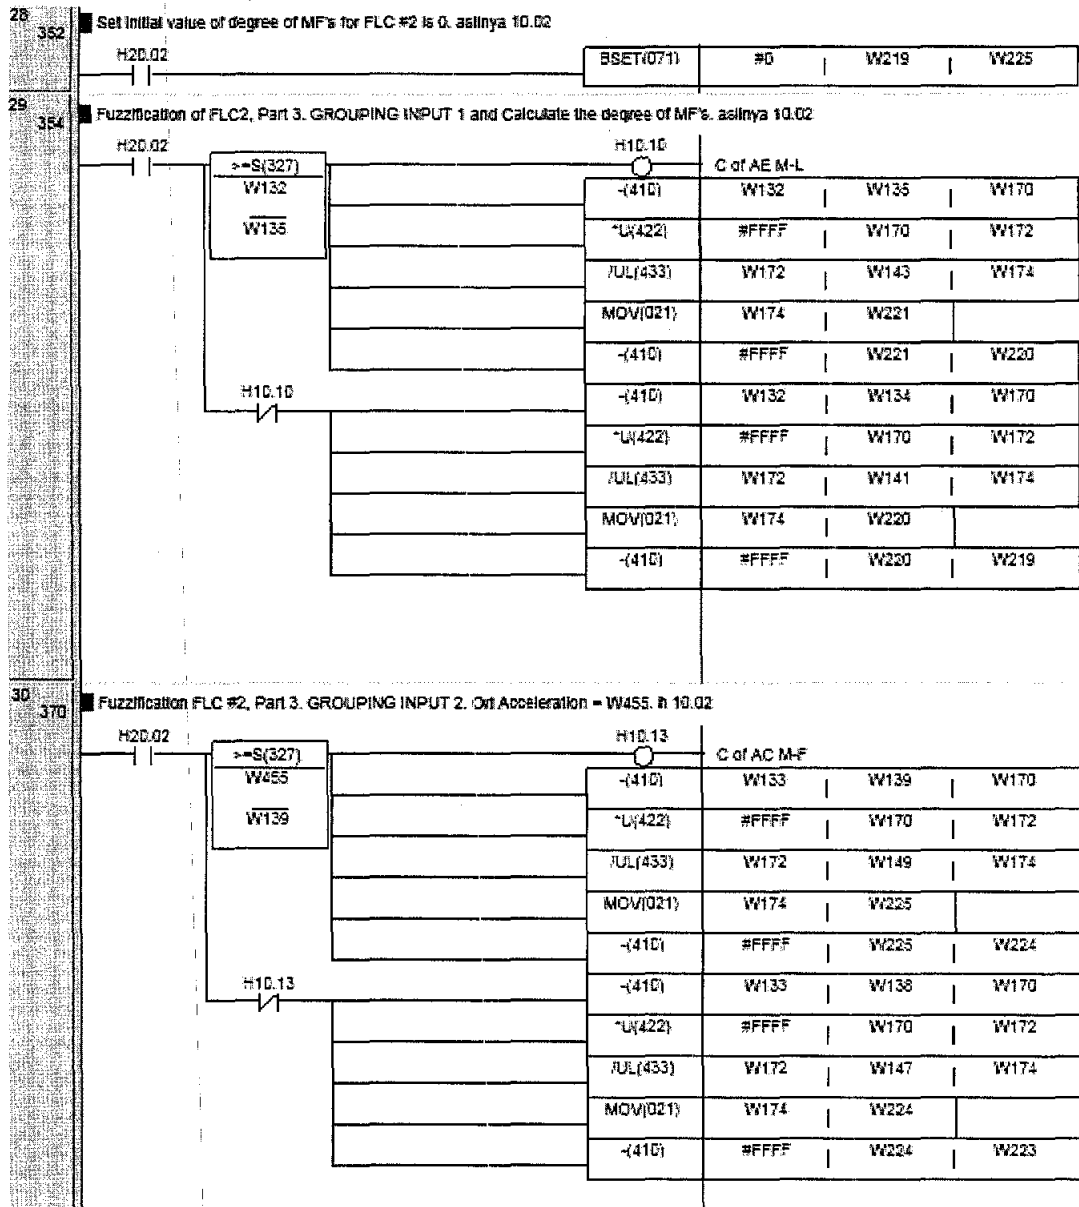 28
352
Set Initial value of degree of MF's for FLC #2 is 0. aslinya 10.02
H20.02
BSET(071) #0 W219 W225
29
354
Fuzzification of FLC2, Part 3. GROUPING INPUT 1 and Calculate the degree of MF's. aslinya 10.02
H20.02 >=S(327) H10.10
W132 C of AE M-L
W135
-(410) W132 W135 W170
*U(422) #FFFF W170 W172
/UL(433) W172 W143 W174
MOV(021) W174 W221
-(410) #FFFF W221 W220
H10.10
-(410) W132 W134 W170
*U(422) #FFFF W170 W172
/UL(433) W172 W141 W174
MOV(021) W174 W220
-(410) #FFFF W220 W219
30
370
Fuzzification FLC #2, Part 3. GROUPING INPUT 2. Ori Acceleration = W455. h 10.02
H20.02 >=S(327) H10.13
W455 C of AC M-F
W139
-(410) W133 W139 W170
*U(422) #FFFF W170 W172
/UL(433) W172 W149 W174
MOV(021) W174 W225
-(410) #FFFF W225 W224
H10.13
-(410) W133 W138 W170
*U(422) #FFFF W170 W172
/UL(433) W172 W147 W174
MOV(021) W174 W224
-(410) #FFFF W224 W223